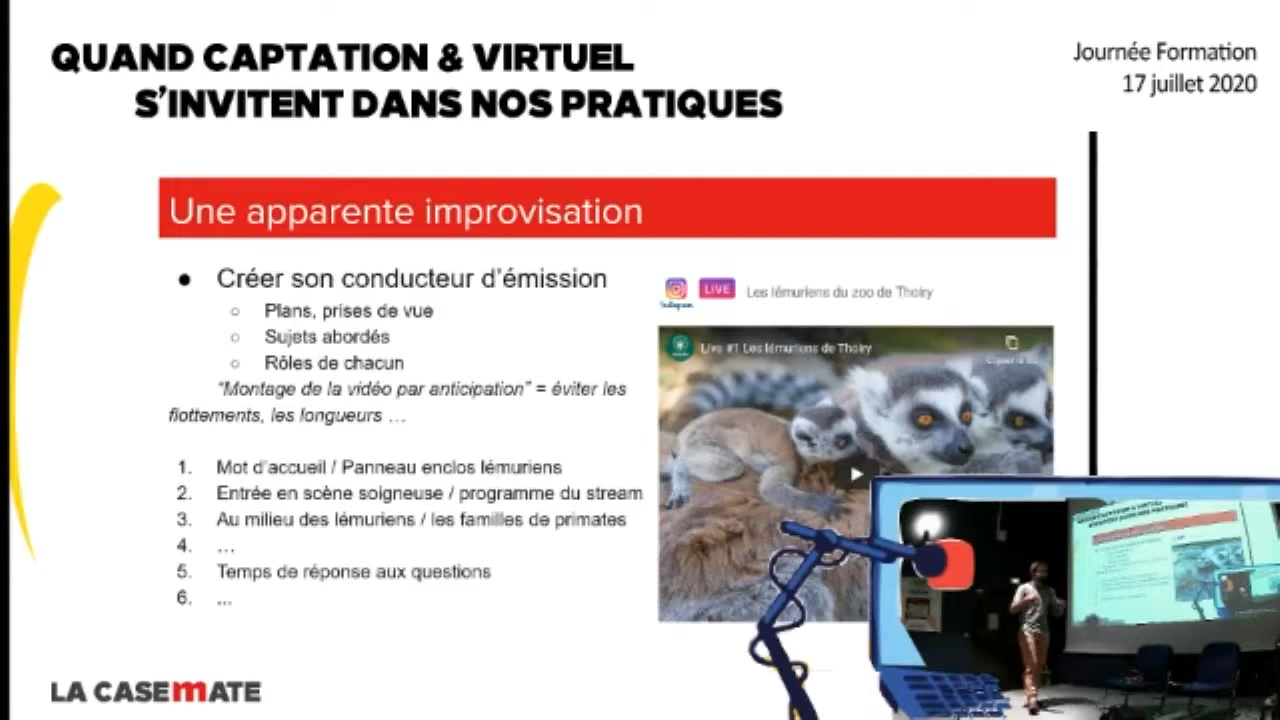 QUAND CAPTATION & VIRTUEL
S'INVITENT DANS NOS PRATIQUES
Journée Formation
17 juillet 2020
Une apparente improvisation
● Créer son conducteur d'émission
○ Plans, prises de vue
○ Sujets abordés
○ Rôles de chacun
"Montage de la vidéo par anticipation" = éviter les
flottements, les longueurs …
1. Mot d'accueil / Panneau enclos lémuriens
2. Entrée en scène soigneuse / programme du stream
3. Au milieu des lémuriens / les familles de primates
4. …
5. Temps de réponse aux questions
6. ...
Instagram
LIVE
Les lémuriens du zoo de Thoiry
Live #1 Les lémuriens de Thoiry
LA CASEMATE